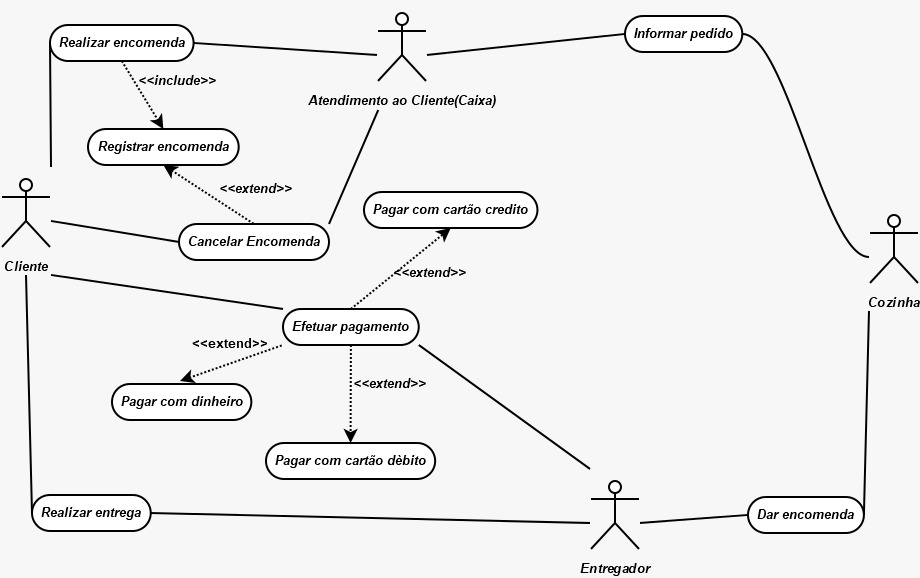 Realizar encomenda
Informar pedido
<<include>>
Atendimento ao Cliente(Caixa)
Registrar encomenda
<<extend>>
Pagar com cartão credito
Cancelar Encomenda
Cliente
<<extend>>
Cozinha
Efetuar pagamento
<<extend>>
<<extend>>
Pagar com dinheiro
Pagar com cartão dèbito
Realizar entrega
Dar encomenda
Entregador